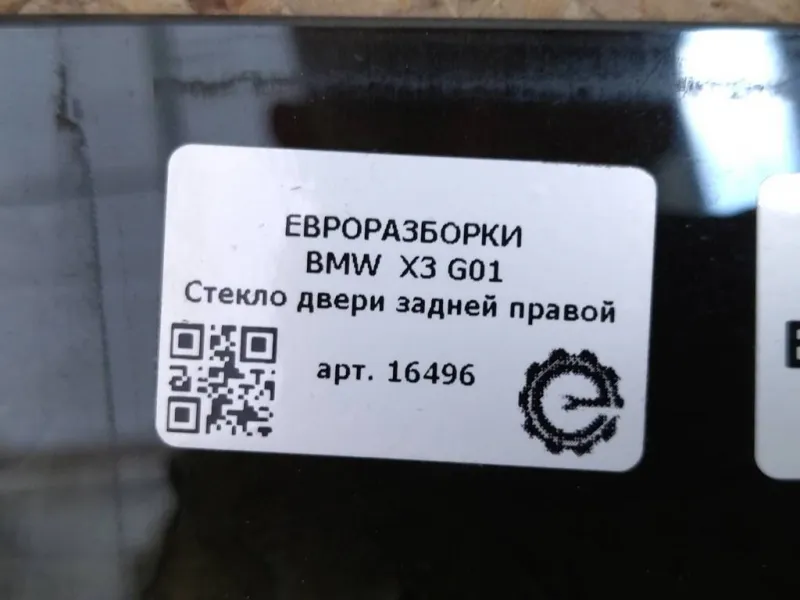 ЕВРОРАЗБОРКИ
BMW X3 G01
Стекло двери задней правой
арт. 16496